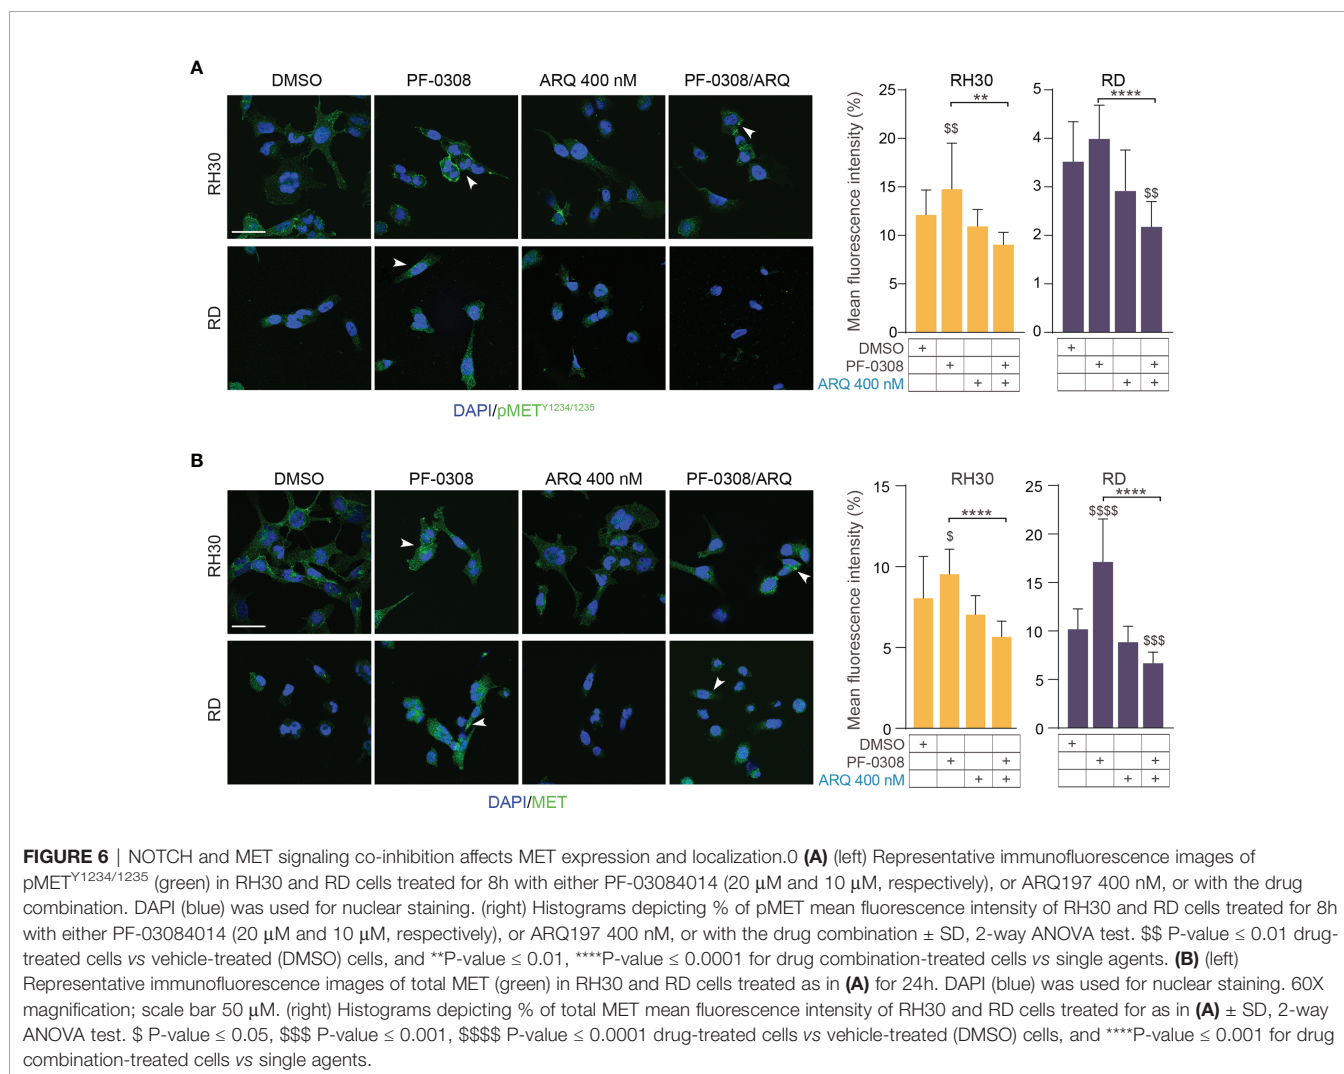 A
DMSO
PF-0308
ARQ 400 nM
PF-0308/ARQ
RH30
RD
DAPI/pMETY1234/1235
RH30
RD
Mean fluorescence intensity (%)
25
20
15
10
5
0
$$
**
5
4
3
2
1
0
****
$$
DMSO
+
+
PF-0308
+
+
+
+
ARQ 400 nM
+
+
+
+
B
DMSO
PF-0308
ARQ 400 nM
PF-0308/ARQ
RH30
RD
DAPI/MET
RH30
RD
Mean fluorescence intensity (%)
15
10
5
0
$
****
25
20
15
10
5
0
$$$$
****
$$$
DMSO
+
+
PF-0308
+
+
+
+
ARQ 400 nM
+
+
+
+
FIGURE 6 | NOTCH and MET signaling co-inhibition affects MET expression and localization.0 (A) (left) Representative immunofluorescence images of
pMETY1234/1235 (green) in RH30 and RD cells treated for 8h with either PF-03084014 (20 μM and 10 μM, respectively), or ARQ197 400 nM, or with the drug
combination. DAPI (blue) was used for nuclear staining. (right) Histograms depicting % of pMET mean fluorescence intensity of RH30 and RD cells treated for 8h
with either PF-03084014 (20 μM and 10 μM, respectively), or ARQ197 400 nM, or with the drug combination ± SD, 2-way ANOVA test. $$ P-value ≤ 0.01 drug-
treated cells vs vehicle-treated (DMSO) cells, and **P-value ≤ 0.01, ****P-value ≤ 0.0001 for drug combination-treated cells vs single agents. (B) (left)
Representative immunofluorescence images of total MET (green) in RH30 and RD cells treated as in (A) for 24h. DAPI (blue) was used for nuclear staining. 60X
magnification; scale bar 50 μM. (right) Histograms depicting % of total MET mean fluorescence intensity of RH30 and RD cells treated for as in (A) ± SD, 2-way
ANOVA test. $ P-value ≤ 0.05, $$$ P-value ≤ 0.001, $$$$ P-value ≤ 0.0001 drug-treated cells vs vehicle-treated (DMSO) cells, and ****P-value ≤ 0.001 for drug
combination-treated cells vs single agents.